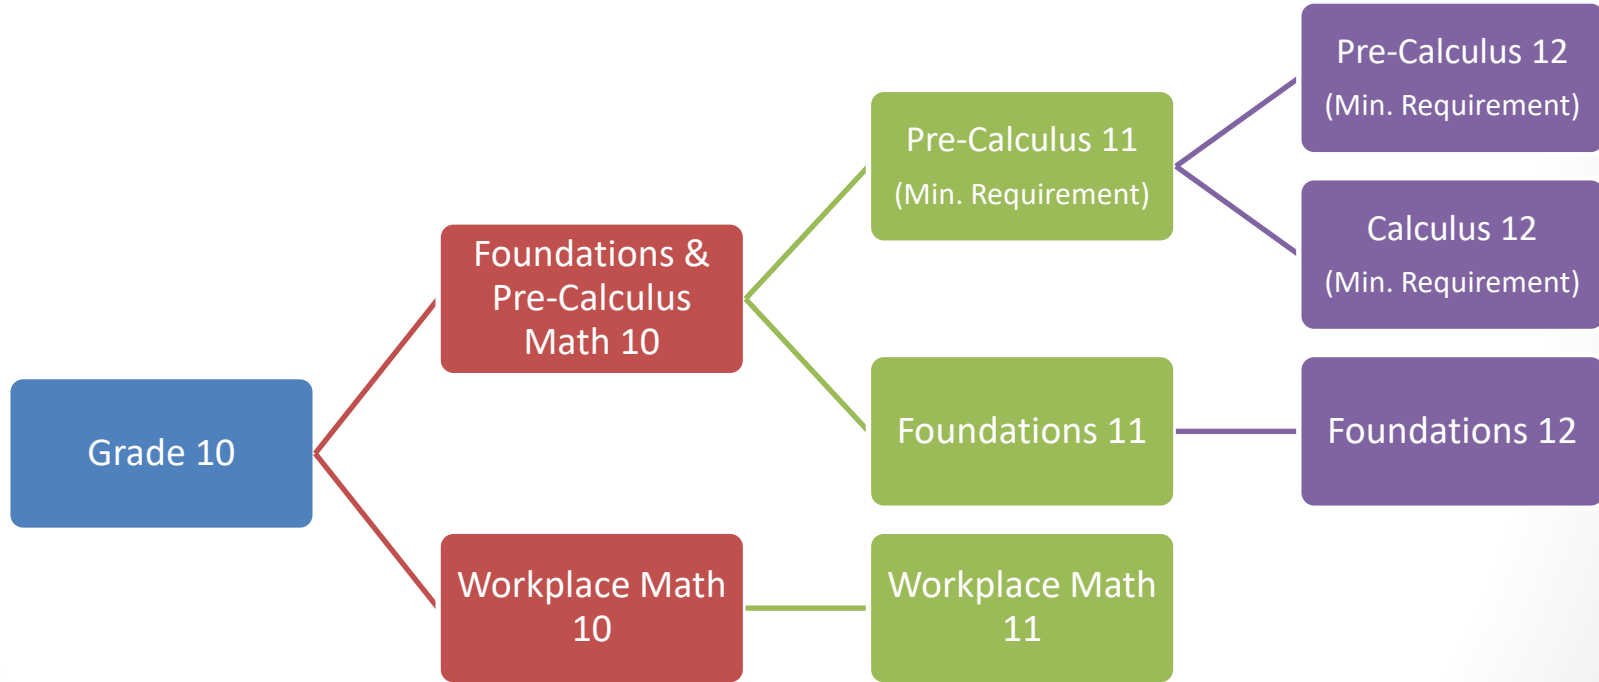 Grade 10
Foundations &
Pre-Calculus
Math 10
Workplace Math
10
Pre-Calculus 11
(Min. Requirement)
Foundations 11
Workplace Math
11
Pre-Calculus 12
(Min. Requirement)
Calculus 12
(Min. Requirement)
Foundations 12